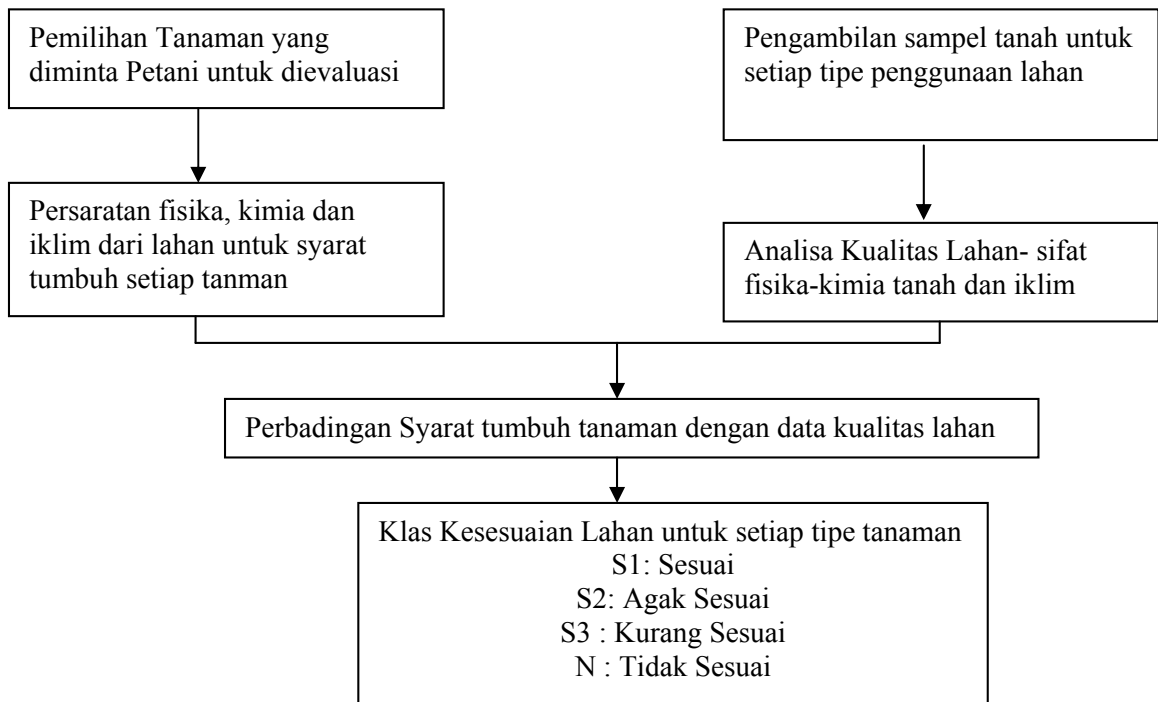 Pemilihan Tanaman yang
diminta Petani untuk dievaluasi
Pengambilan sampel tanah untuk
setiap tipe penggunaan lahan
Persaratan fisika, kimia dan
iklim dari lahan untuk syarat
tumbuh setiap tanman
Analisa Kualitas Lahan- sifat
fisika-kimia tanah dan iklim
Perbadingan Syarat tumbuh tanaman dengan data kualitas lahan
Klas Kesesuaian Lahan untuk setiap tipe tanaman
S1: Sesuai
S2: Agak Sesuai
S3 : Kurang Sesuai
N : Tidak Sesuai